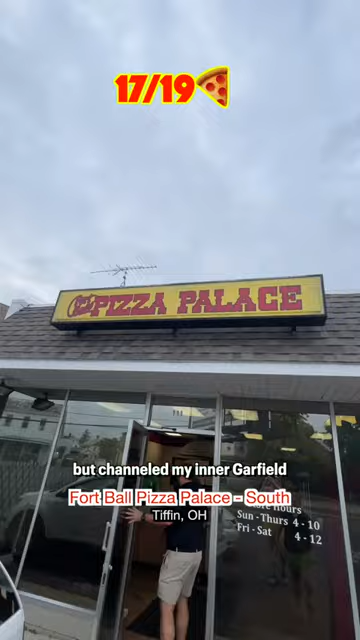 17/19🍕
PIZZA PALACE
but channeled my inner Garfield
Fort Ball Pizza Palace - South
Tiffin, OH
Hours
Sun - Thurs 4 - 10
Fri - Sat 4 - 12